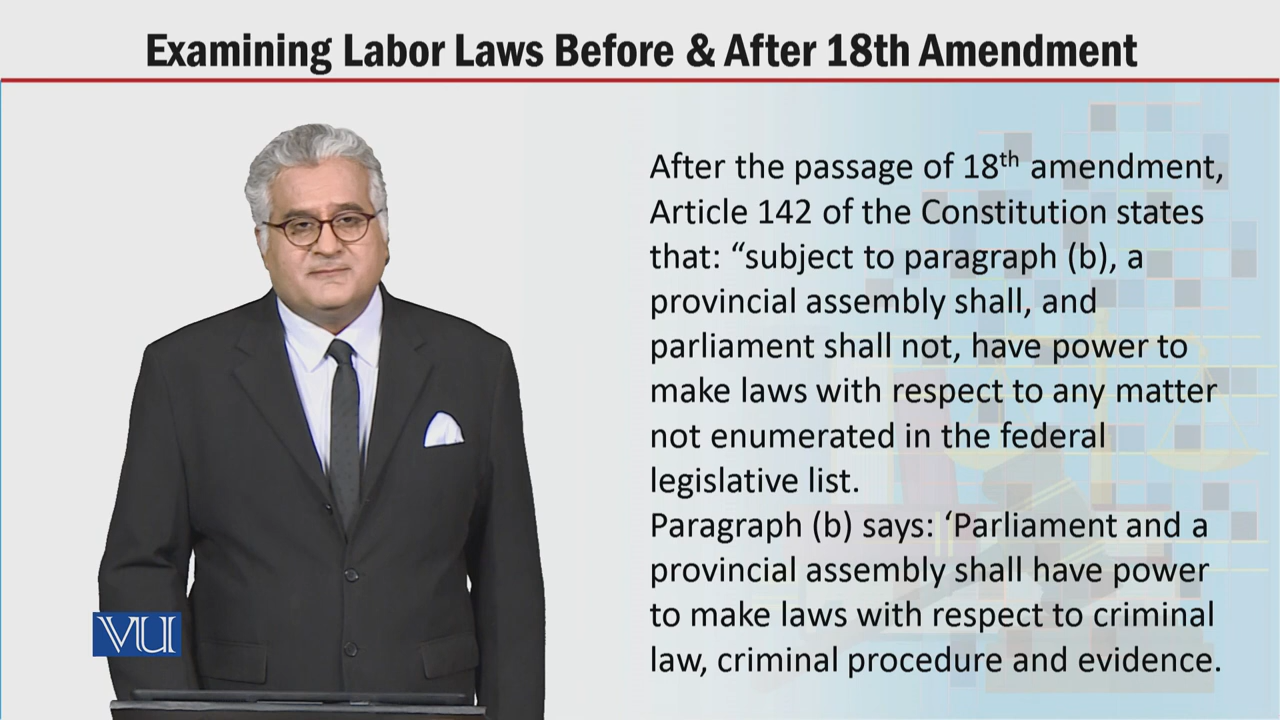 Examining Labor Laws Before & After 18th Amendment
After the passage of 18th amendment,
Article 142 of the Constitution states
that: “subject to paragraph (b), a
provincial assembly shall, and
parliament shall not, have power to
make laws with respect to any matter
not enumerated in the federal
legislative list.
Paragraph (b) says: ‘Parliament and a
provincial assembly shall have power
to make laws with respect to criminal
law, criminal procedure and evidence.
VU